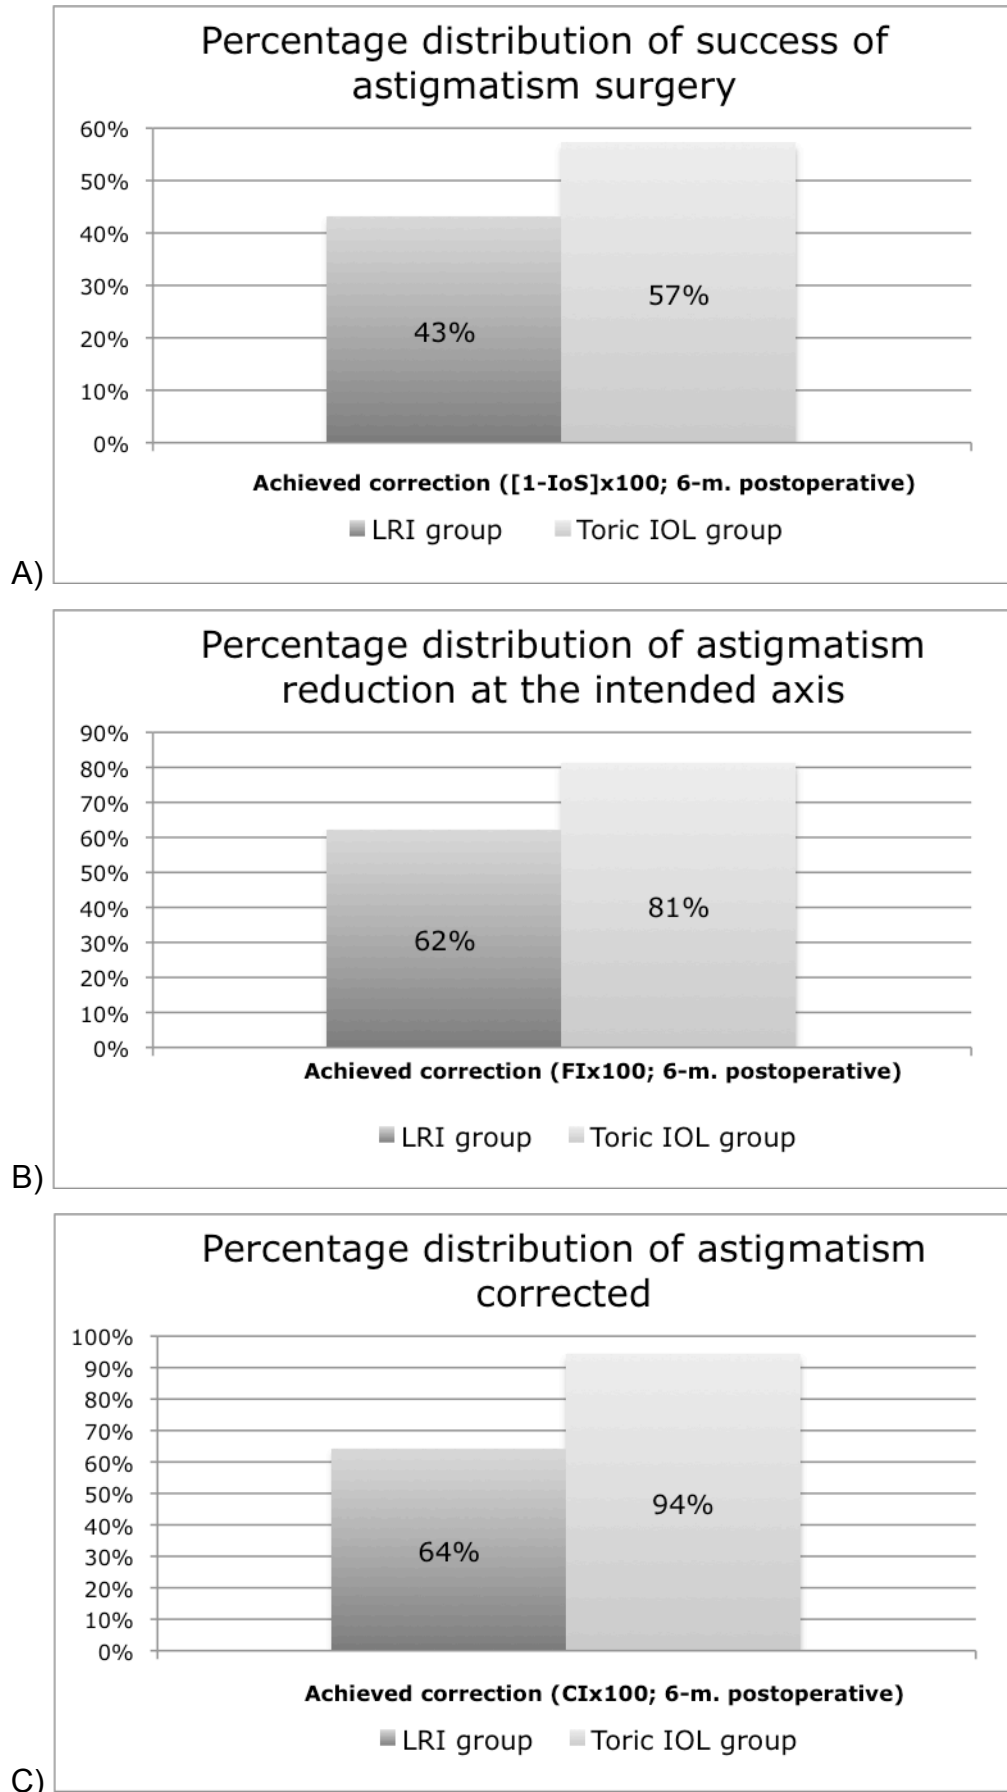 Percentage distribution of success of
astigmatism surgery
60%
50%
40%
30%
20%
10%
0%
43%
57%
Achieved correction ([1-IoS]x100; 6-m. postoperative)
LRI group Toric IOL group
A)
Percentage distribution of astigmatism
reduction at the intended axis
90%
80%
70%
60%
50%
40%
30%
20%
10%
0%
62%
81%
Achieved correction (FIx100; 6-m. postoperative)
LRI group Toric IOL group
B)
Percentage distribution of astigmatism
corrected
100%
90%
80%
70%
60%
50%
40%
30%
20%
10%
0%
64%
94%
Achieved correction (CIx100; 6-m. postoperative)
LRI group Toric IOL group
C)